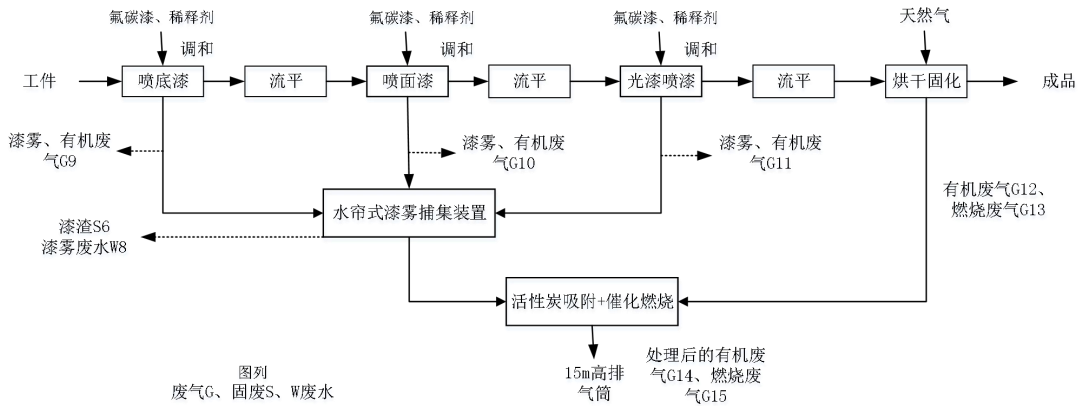 氟碳漆、稀释剂
氟碳漆、稀释剂
氟碳漆、稀释剂
天然气
调和
调和
调和
工件
喷底漆
流平
喷面漆
流平
光漆喷漆
流平
烘干固化
成品
漆雾、有机废
气G9
漆雾、有机废
气G10
漆雾、有机废
气G11
有机废气G12、
燃烧废气G13
水帘式漆雾捕集装置
漆渣S6
漆雾废水W8
活性炭吸附+催化燃烧
15m高排
气筒
处理后的有机废
气G14、燃烧废
气G15
图列
废气G、固废S、W废水